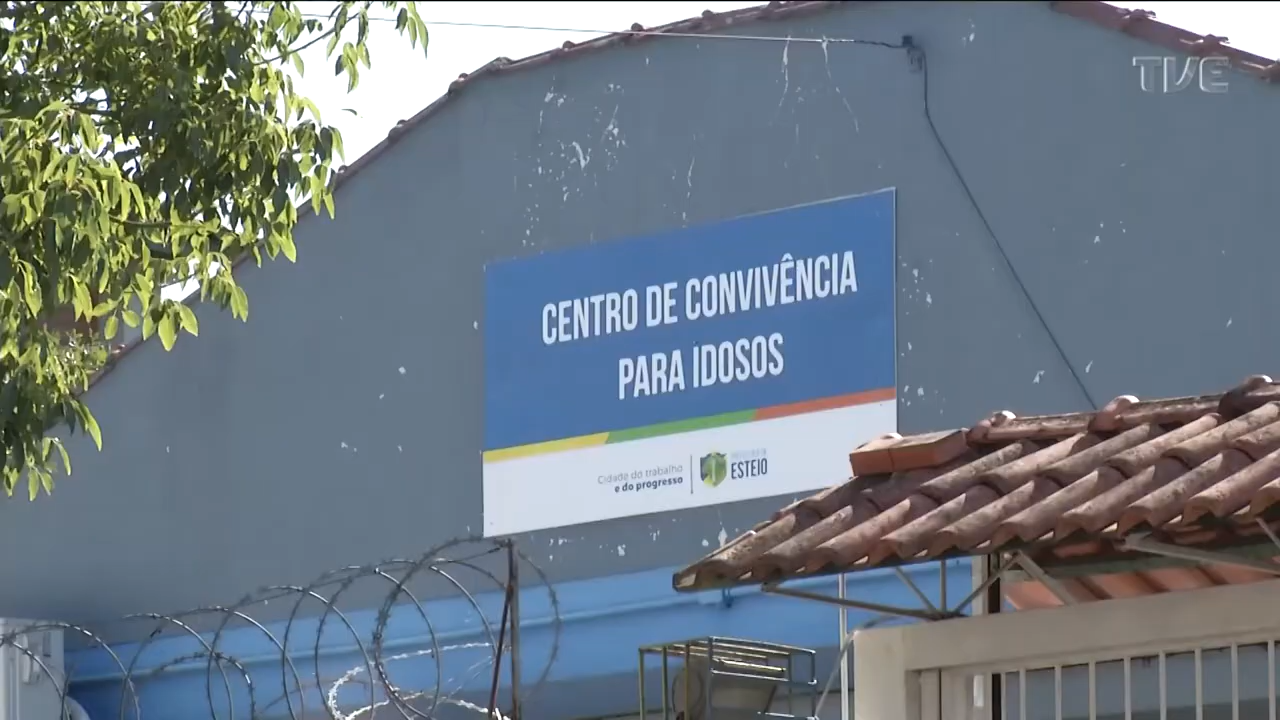 TVE
CENTRO DE CONVIVÊNCIA
PARA IDOSOS
Cidade do trabalho
e do progresso
ESTEIO